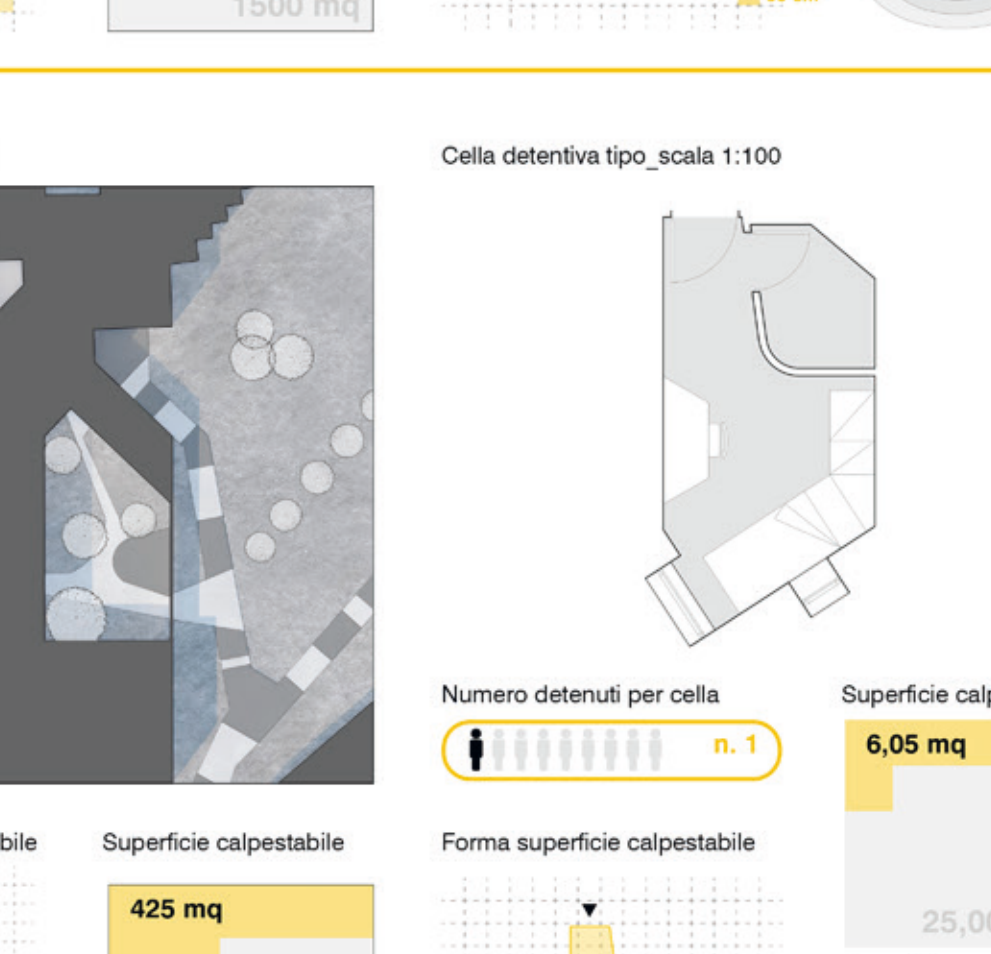 1500 mq
Cella detentiva tipo_scala 1:100
Numero detenuti per cella
n. 1
Superficie
6,05 mq
Superficie calpestabile
425 mq
Forma superficie calpestabile